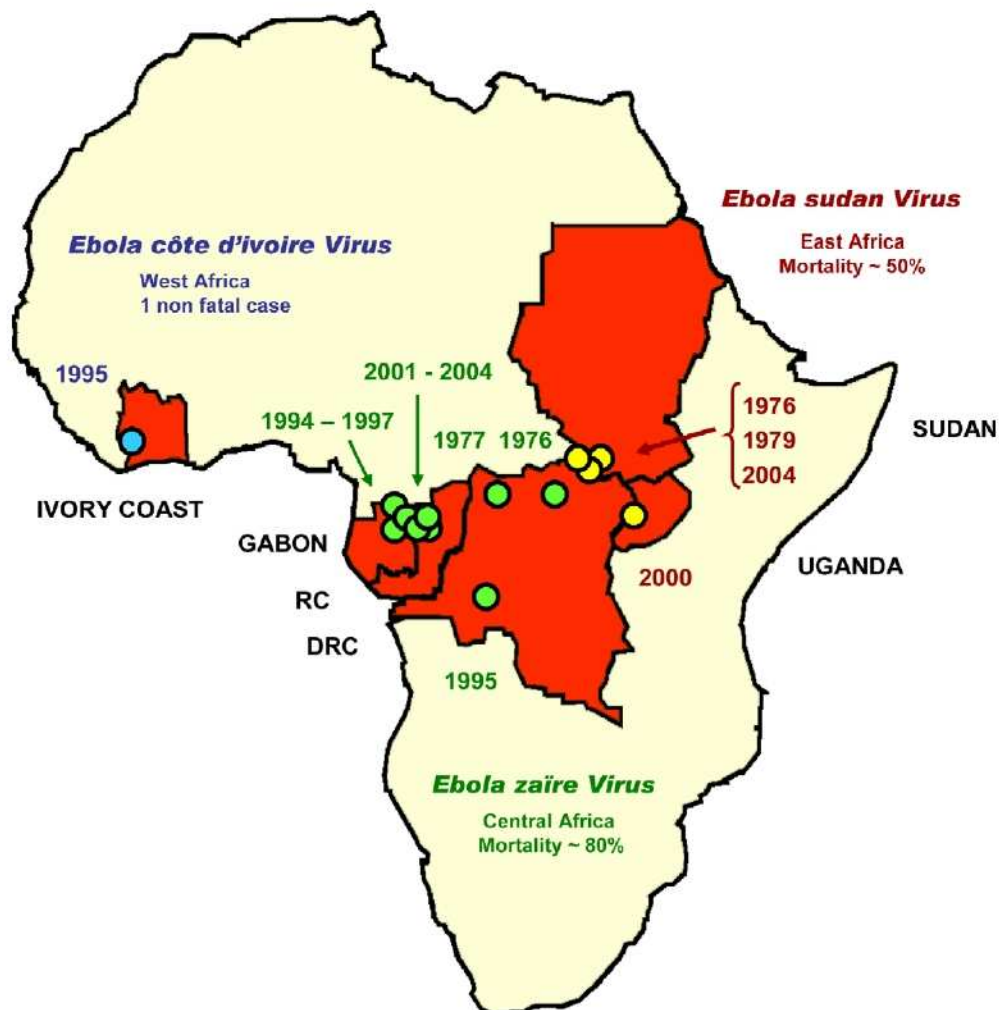 Ebola sudan Virus
East Africa
Mortality ~ 50%
Ebola côte d'ivoire Virus
West Africa
1 non fatal case
1995
2001 - 2004
1994 – 1997
1977 1976
1976
1979
2004
SUDAN
IVORY COAST
GABON
UGANDA
2000
RC
DRC
1995
Ebola zaïre Virus
Central Africa
Mortality ~ 80%